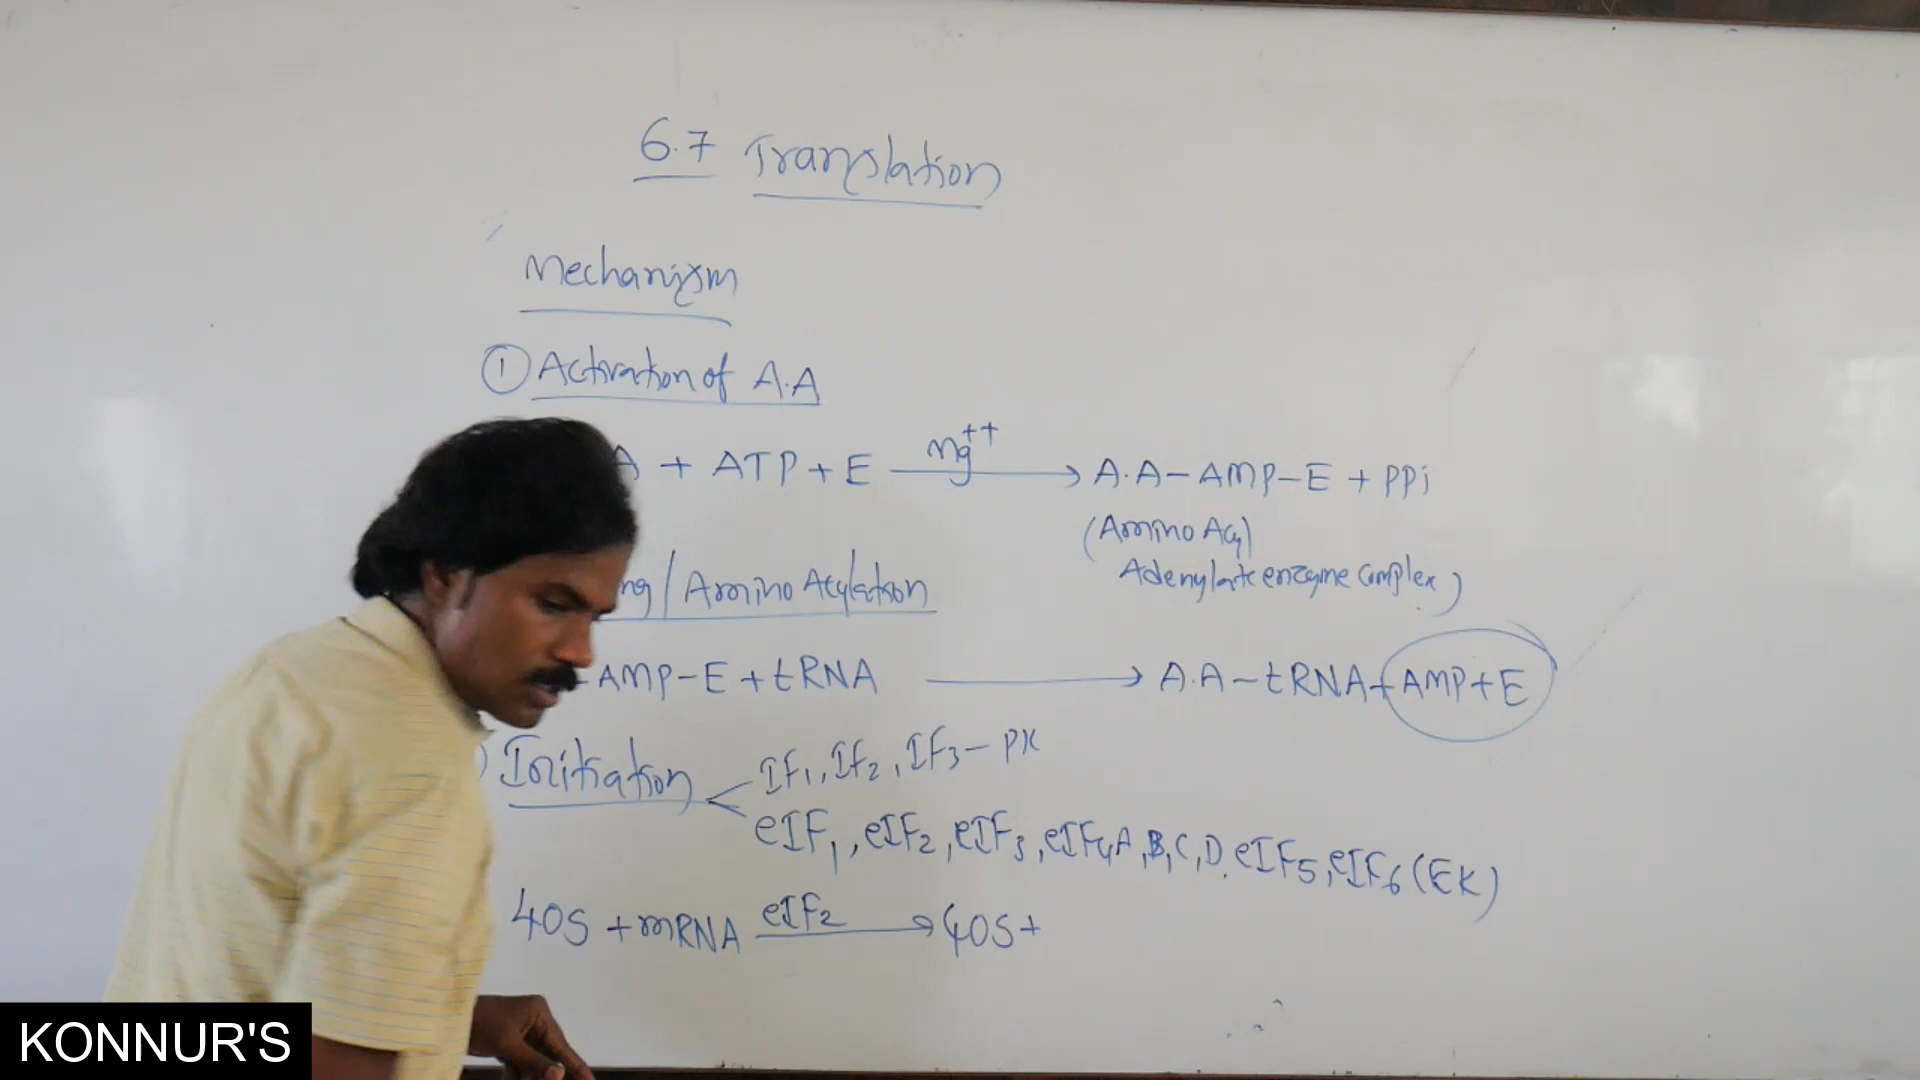 6.7 Translation
Mechanism
① Activation of A.A
A + ATP + E Mg++ → A.A-AMP-E + PPi
(Amino Acyl
Adenylate enzyme complex)
ng / Amino Acylation
AMP-E + tRNA → A.A-tRNA + AMP + E
) Initiation < IF1, If2, IF3 - PK
eIF1, eIF2, eIF3, eIF4A, B, C, D, eIF5, eIF6 (EK)
40S + mRNA eIF2 → 40S +
KONNUR'S